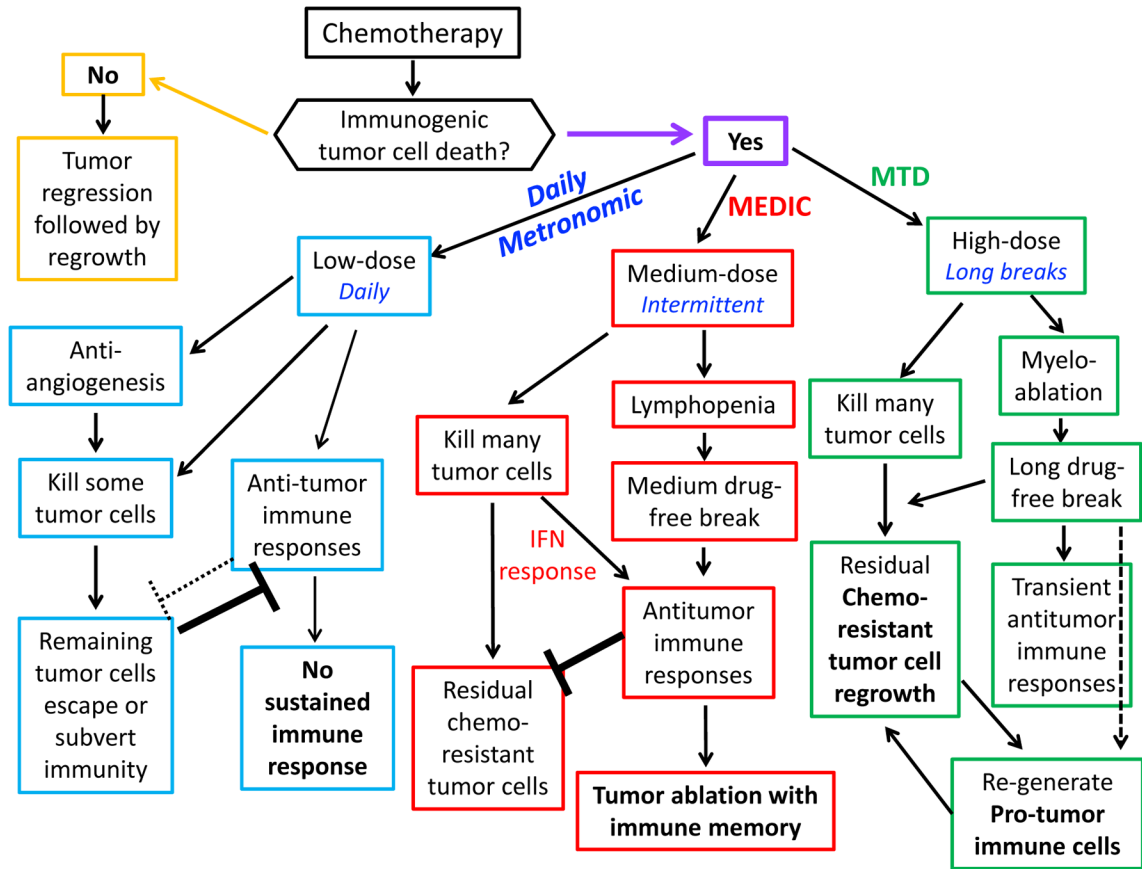 Chemotherapy
No
Immunogenic
tumor cell death?
Yes
Tumor
regression
followed by
regrowth
Daily
Metronomic
MEDIC
MTD
Low-dose
Daily
Medium-dose
Intermittent
High-dose
Long breaks
Anti-
angiogenesis
Kill some
tumor cells
Anti-tumor
immune
responses
Remaining
tumor cells
escape or
subvert
immunity
No
sustained
immune
response
Kill many
tumor cells
Lymphopenia
Medium drug-
free break
IFN
response
Antitumor
immune
responses
Residual
chemo-
resistant
tumor cells
Tumor ablation with
immune memory
Kill many
tumor cells
Myelo-
ablation
Long drug-
free break
Residual
Chemo-
resistant
tumor cell
regrowth
Transient
antitumor
immune
responses
Re-generate
Pro-tumor
immune cells